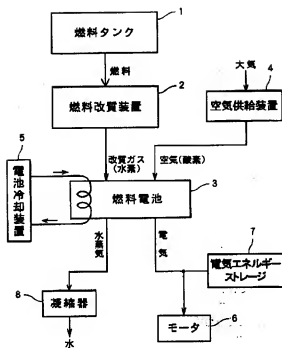 1
燃料タンク
燃料
2
燃料改質装置
大気
4
空気供給装置
5
電池冷却装置
改質ガス
(水素)
空気(酸素)
3
燃料電池
水蒸気
電気
7
電気エネルギー
ストレージ
8
凝縮器
水
モータ
6